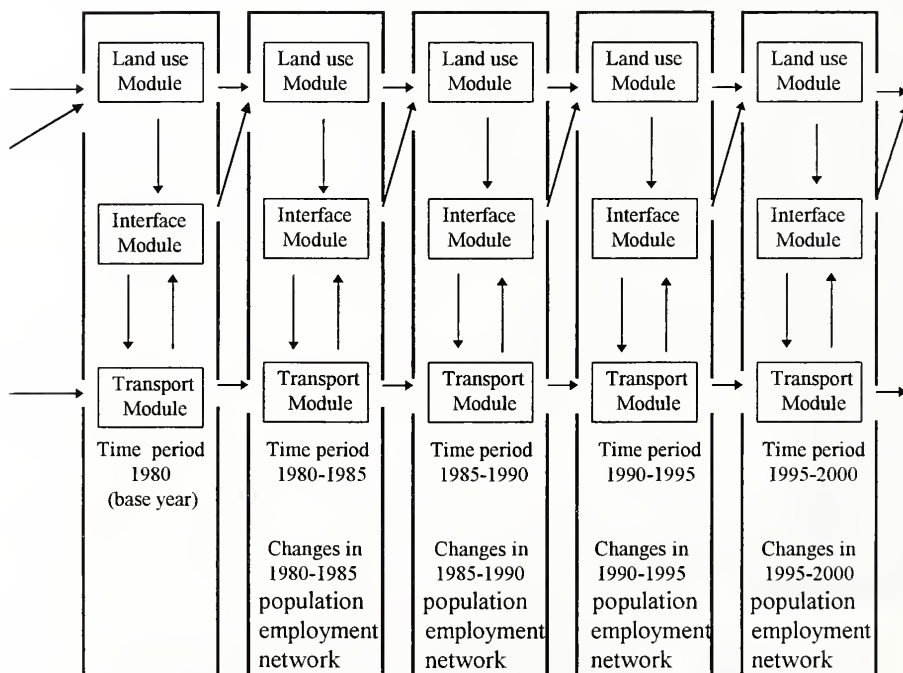 Land use
Module
Interface
Module
Transport
Module
Time period
1980
(base year)
Land use
Module
Interface
Module
Transport
Module
Time period
1980-1985
Changes in
1980-1985
population
employment
network
Land use
Module
Interface
Module
Transport
Module
Time period
1985-1990
Changes in
1985-1990
population
employment
network
Land use
Module
Interface
Module
Transport
Module
Time period
1990-1995
Changes in
1990-1995
population
employment
network
Land use
Module
Interface
Module
Transport
Module
Time period
1995-2000
Changes in
1995-2000
population
employment
network